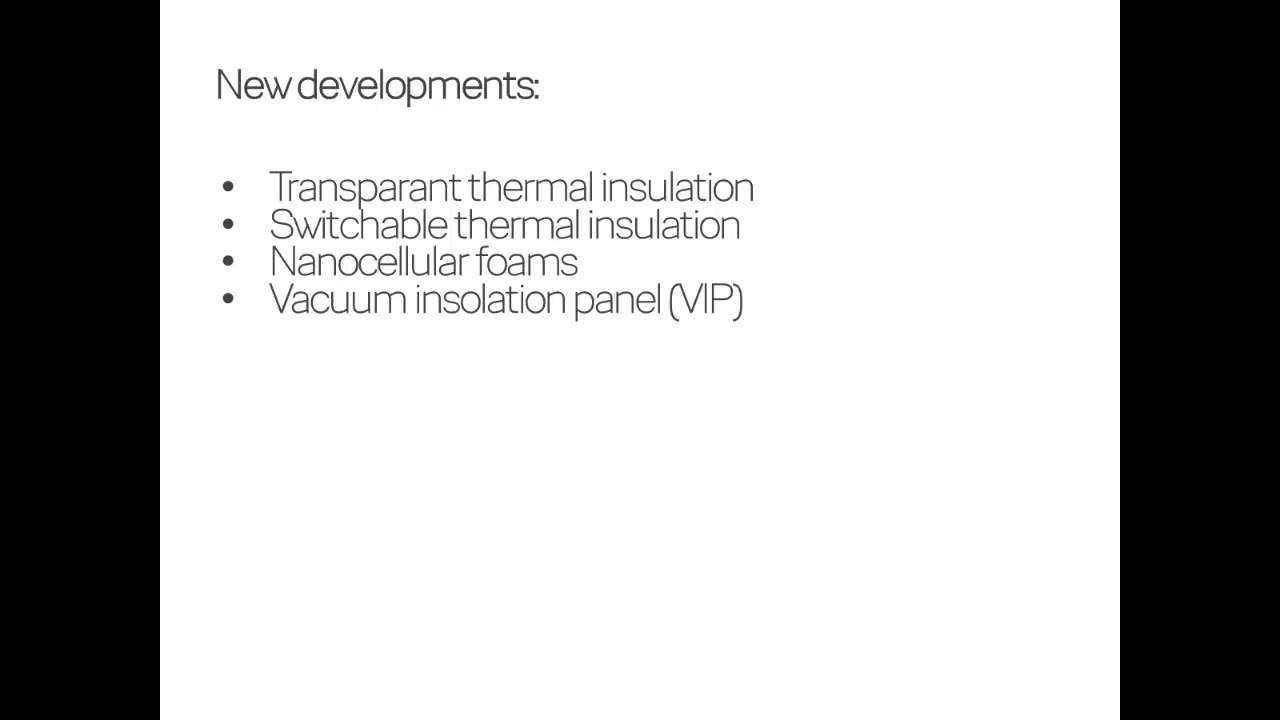 New developments:
• Transparant thermal insulation
• Switchable thermal insulation
• Nanocellular foams
• Vacuum insolation panel (VIP)